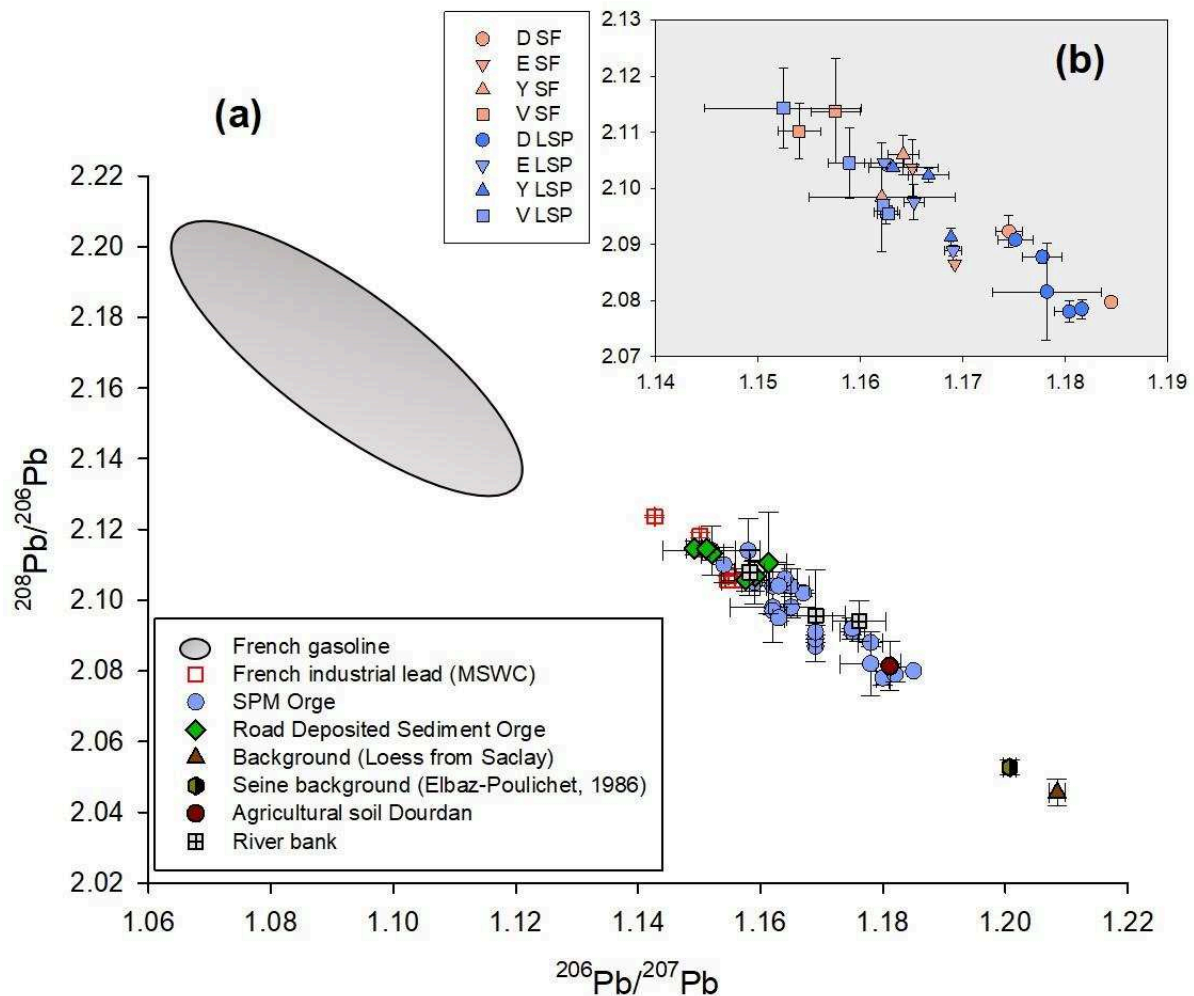 (a)
D SF
E SF
Y SF
V SF
D LSP
E LSP
Y LSP
V LSP
(b)
2.13
2.12
2.11
2.10
2.09
2.08
2.07
1.14 1.15 1.16 1.17 1.18 1.19
2.22
2.20
2.18
2.16
2.14
2.12
2.10
2.08
2.06
2.04
2.02
²⁰⁸Pb/²⁰⁶Pb
French gasoline
French industrial lead (MSWC)
SPM Orge
Road Deposited Sediment Orge
Background (Loess from Saclay)
Seine background (Elbaz-Poulichet, 1986)
Agricultural soil Dourdan
River bank
1.06 1.08 1.10 1.12 1.14 1.16 1.18 1.20 1.22
²⁰⁶Pb/²⁰⁷Pb